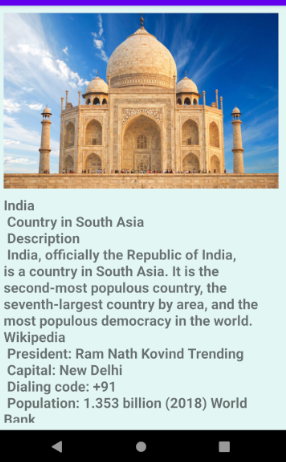 India
Country in South Asia
Description
India, officially the Republic of India,
is a country in South Asia. It is the
second-most populous country, the
seventh-largest country by area, and the
most populous democracy in the world.
Wikipedia
President: Ram Nath Kovind Trending
Capital: New Delhi
Dialing code: +91
Population: 1.353 billion (2018) World
Bank